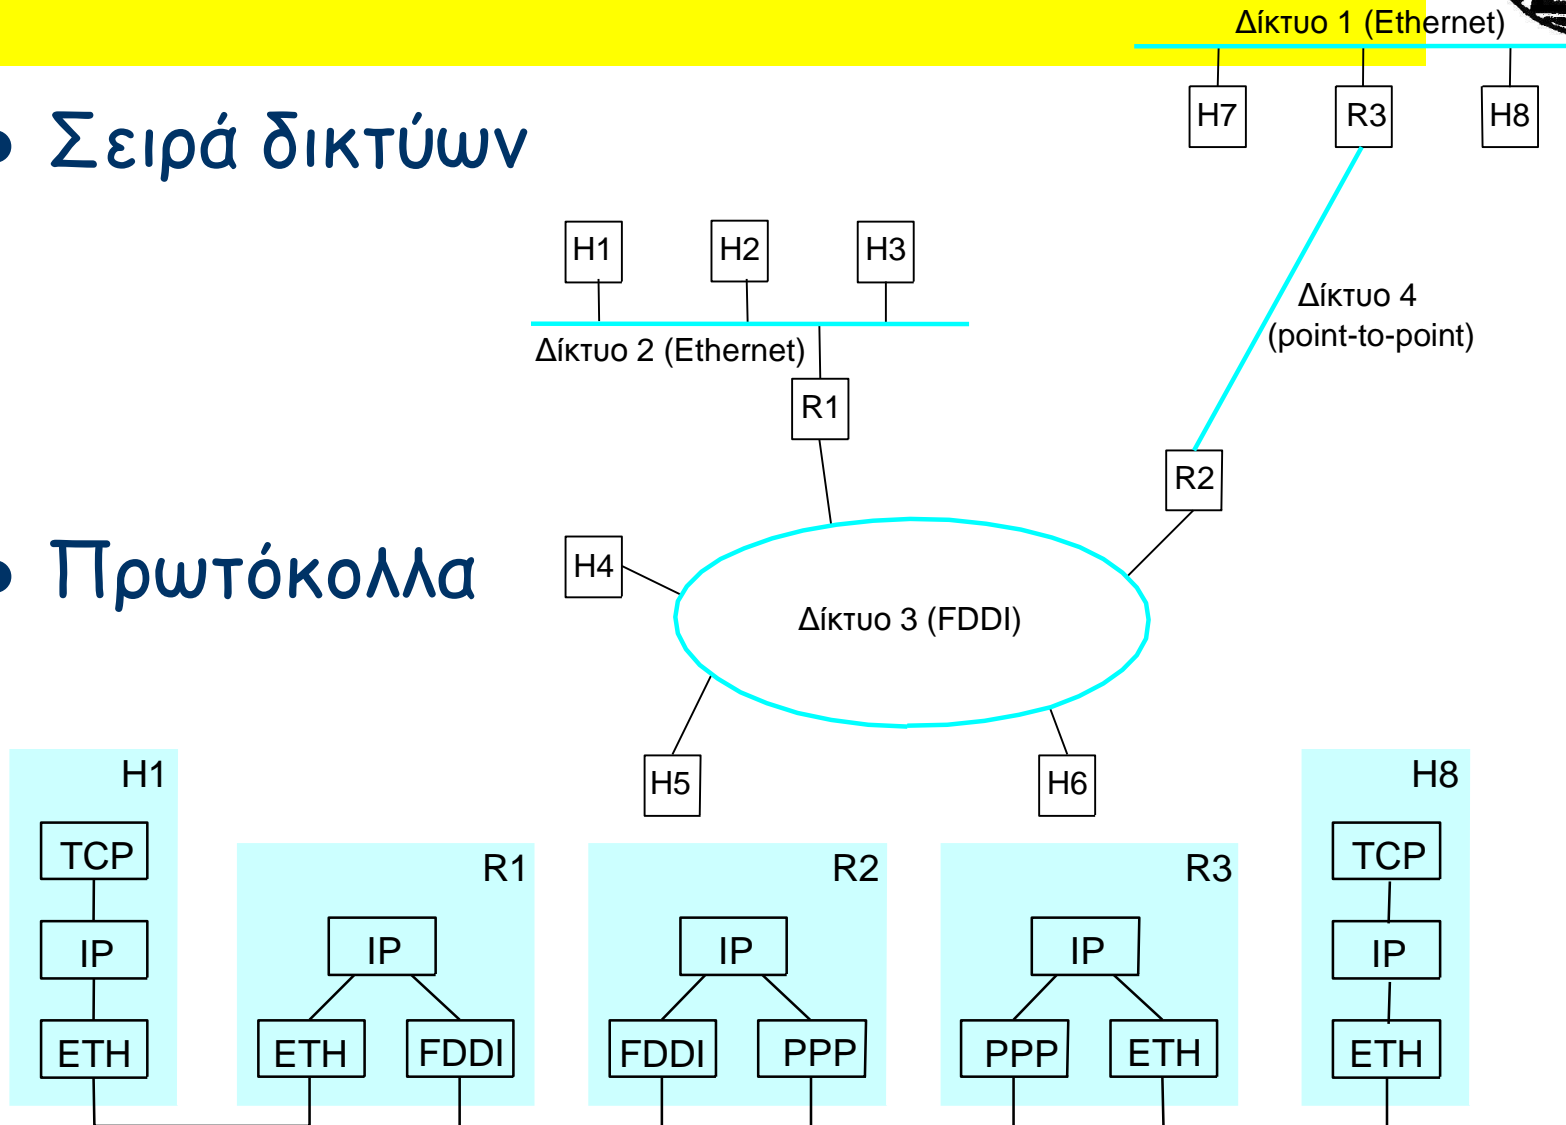 Δίκτυο 1 (Ethernet)
H7 R3 H8
• Σειρά δικτύων
H1 H2 H3
Δίκτυο 4
(point-to-point)
Δίκτυο 2 (Ethernet)
R1
R2
• Πρωτόκολλα
H4
Δίκτυο 3 (FDDI)
H5 H6
H1
TCP
IP
ETH
R1
IP
ETH FDDI
R2
IP
FDDI PPP
R3
IP
PPP ETH
H8
TCP
IP
ETH